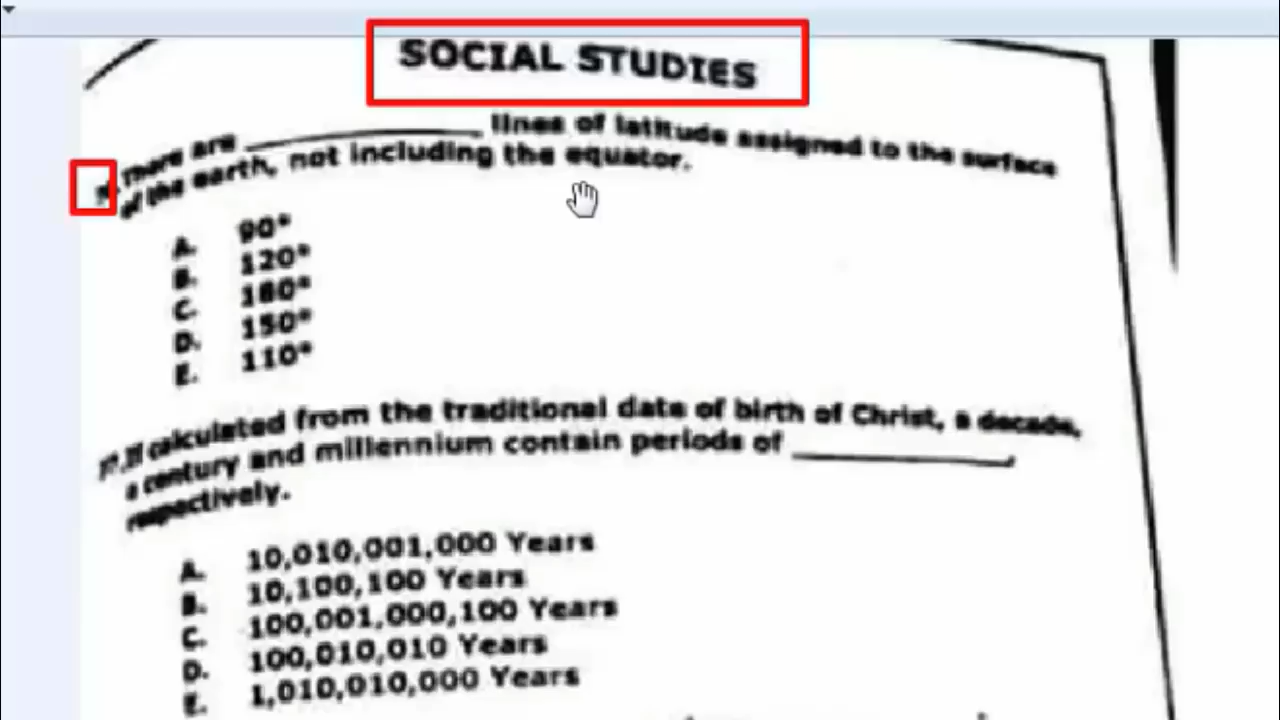 SOCIAL STUDIES
There are __________ lines of latitude assigned to the surface
of the earth, not including the equator.
A. 90°
B. 120°
C. 180°
D. 150°
E. 110°
If calculated from the traditional date of birth of Christ, a decade,
a century and millennium contain periods of __________,
respectively.
A. 10,010,001,000 Years
B. 10,100,100 Years
C. 100,001,000,100 Years
D. 100,010,010 Years
E. 1,010,010,000 Years